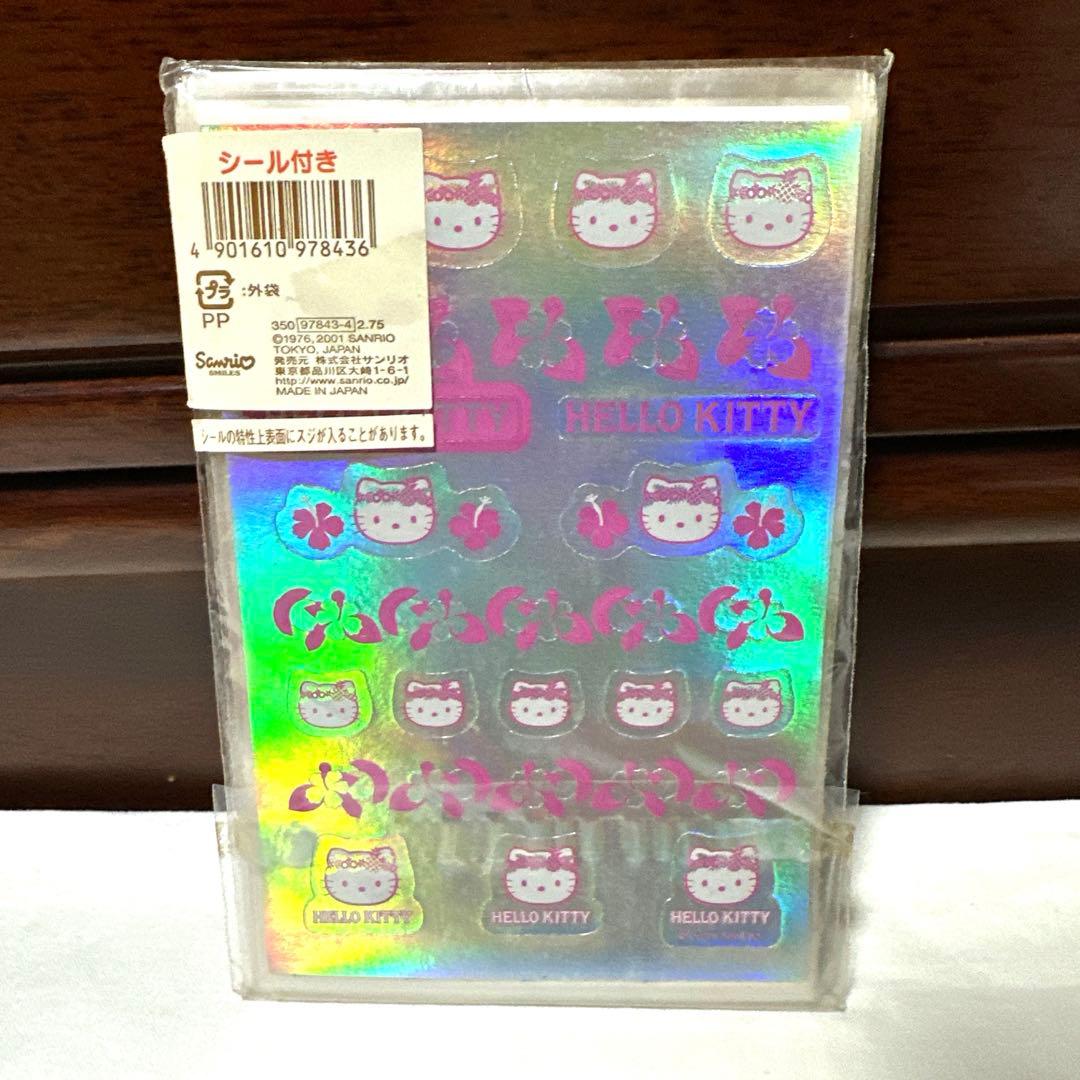 シール付き
4 901610 978436
プラ :外袋
PP
350 97843-4 2.75
©1976, 2001 SANRIO
TOKYO, JAPAN
Sanrio
SMILES
発売元 株式会社サンリオ
東京都品川区大崎1-6-1
http://www.sanrio.co.jp/
MADE IN JAPAN
シールの特性上表面にスジが入ることがあります。
TTY
HELLO KITTY
HELLO KITTY
HELLO KITTY
HELLO KITTY